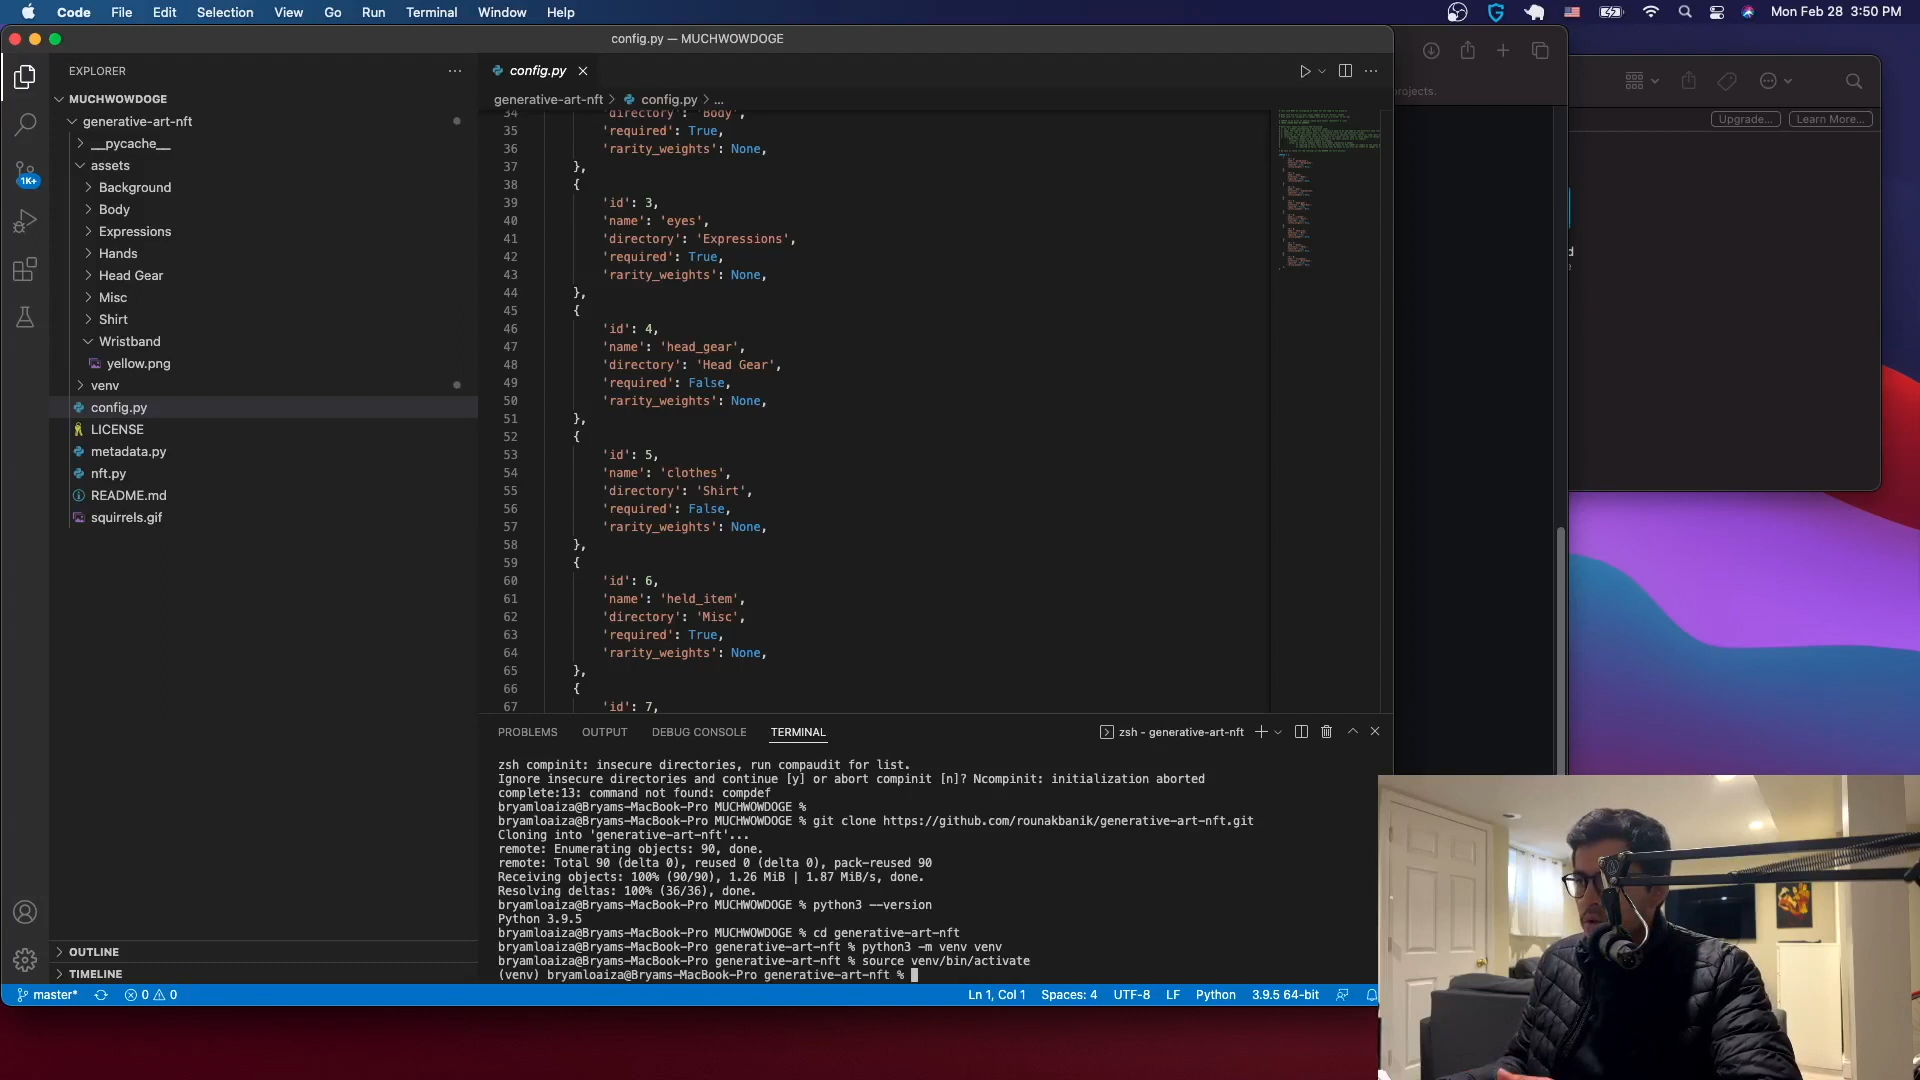 Code File Edit Selection View Go Run Terminal Window Help
Mon Feb 28 3:50 PM
config.py — MUCHWOWDOGE
EXPLORER
MUCHWOWDOGE
generative-art-nft
__pycache__
assets
Background
Body
Expressions
Hands
Head Gear
Misc
Shirt
Wristband
yellow.png
venv
config.py
LICENSE
metadata.py
nft.py
README.md
squirrels.gif
OUTLINE
TIMELINE
1K+
config.py
generative-art-nft > config.py > ...
34 'directory': 'Body',
35 'required': True,
36 'rarity_weights': None,
37 },
38 {
39 'id': 3,
40 'name': 'eyes',
41 'directory': 'Expressions',
42 'required': True,
43 'rarity_weights': None,
44 },
45 {
46 'id': 4,
47 'name': 'head_gear',
48 'directory': 'Head Gear',
49 'required': False,
50 'rarity_weights': None,
51 },
52 {
53 'id': 5,
54 'name': 'clothes',
55 'directory': 'Shirt',
56 'required': False,
57 'rarity_weights': None,
58 },
59 {
60 'id': 6,
61 'name': 'held_item',
62 'directory': 'Misc',
63 'required': True,
64 'rarity_weights': None,
65 },
66 {
67 'id': 7,
PROBLEMS OUTPUT DEBUG CONSOLE TERMINAL
zsh - generative-art-nft
zsh compinit: insecure directories, run compaudit for list.
Ignore insecure directories and continue [y] or abort compinit [n]? Ncompinit: initialization aborted
complete:13: command not found: compdef
bryamloaiza@Bryams-MacBook-Pro MUCHWOWDOGE %
bryamloaiza@Bryams-MacBook-Pro MUCHWOWDOGE % git clone https://github.com/rounakbanik/generative-art-nft.git
Cloning into 'generative-art-nft'...
remote: Enumerating objects: 90, done.
remote: Total 90 (delta 0), reused 0 (delta 0), pack-reused 90
Receiving objects: 100% (90/90), 1.26 MiB | 1.87 MiB/s, done.
Resolving deltas: 100% (36/36), done.
bryamloaiza@Bryams-MacBook-Pro MUCHWOWDOGE % python3 --version
Python 3.9.5
bryamloaiza@Bryams-MacBook-Pro MUCHWOWDOGE % cd generative-art-nft
bryamloaiza@Bryams-MacBook-Pro generative-art-nft % python3 -m venv venv
bryamloaiza@Bryams-MacBook-Pro generative-art-nft % source venv/bin/activate
(venv) bryamloaiza@Bryams-MacBook-Pro generative-art-nft %
master* 0 0
Ln 1, Col 1 Spaces: 4 UTF-8 LF Python 3.9.5 64-bit
projects.
Upgrade... Learn More...